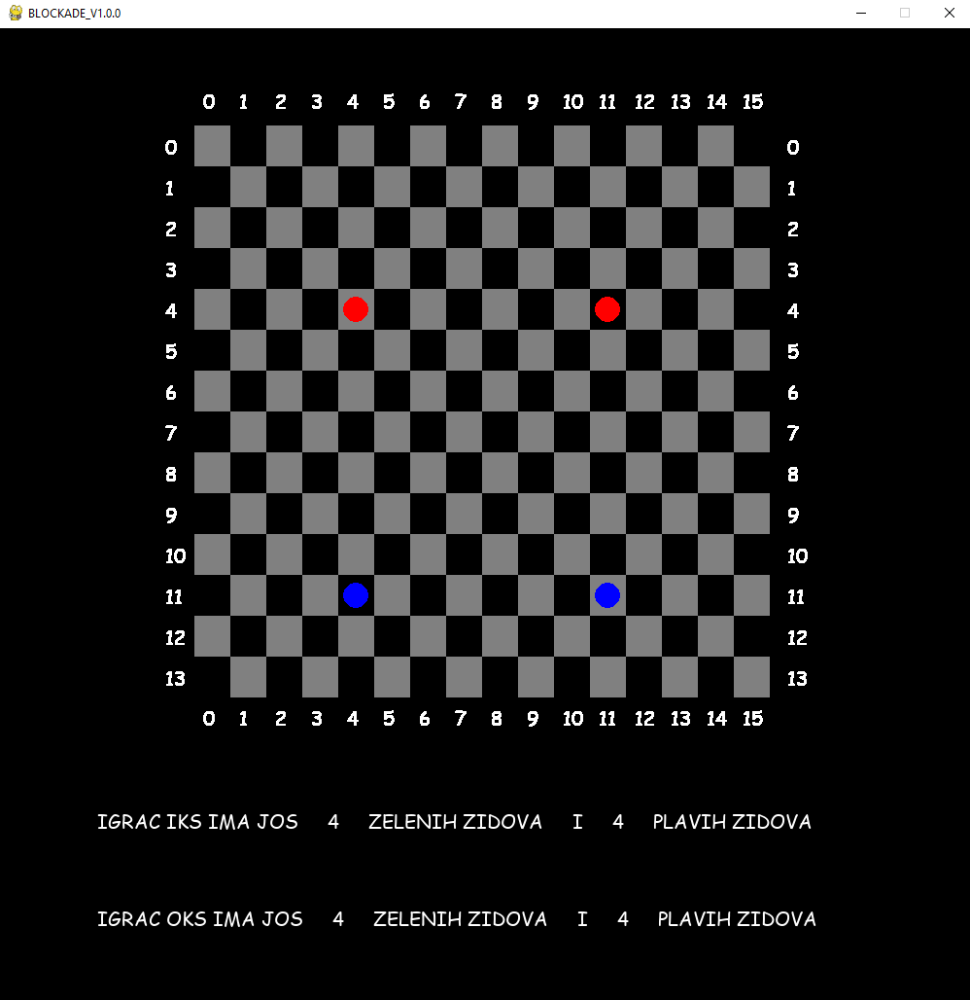 BLOCKADE_V1.0.0
0 1 2 3 4 5 6 7 8 9 10 11 12 13 14 15
0 0
1 1
2 2
3 3
4 4
5 5
6 6
7 7
8 8
9 9
10 10
11 11
12 12
13 13
0 1 2 3 4 5 6 7 8 9 10 11 12 13 14 15
IGRAC IKS IMA JOS 4 ZELENIH ZIDOVA I 4 PLAVIH ZIDOVA
IGRAC OKS IMA JOS 4 ZELENIH ZIDOVA I 4 PLAVIH ZIDOVA